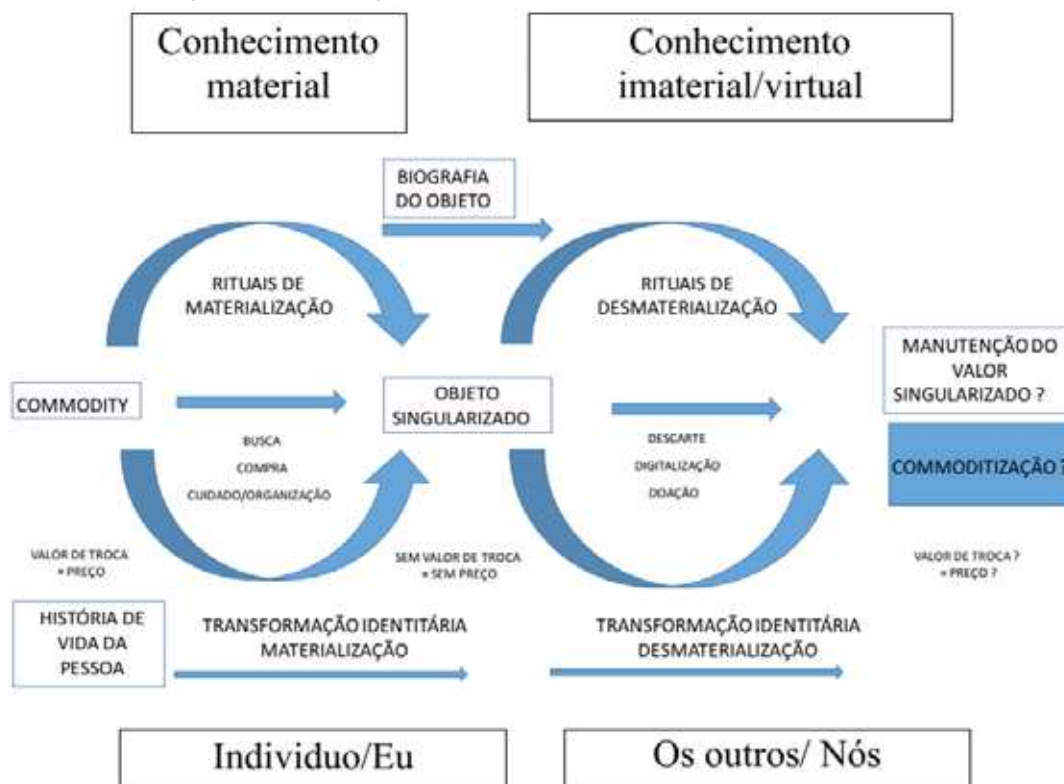 Conhecimento
material
Conhecimento
imaterial/virtual
BIOGRAFIA
DO OBJETO
RITUAIS DE
MATERIALIZAÇÃO
RITUAIS DE
DESMATERIALIZAÇÃO
COMMODITY
OBJETO
SINGULARIZADO
MANUTENÇÃO DO
VALOR
SINGULARIZADO ?
BUSCA
COMPRA
CUIDADO/ORGANIZAÇÃO
DESCARTE
DIGITALIZAÇÃO
DOAÇÃO
COMMODITIZAÇÃO ?
VALOR DE TROCA
= PREÇO
SEM VALOR DE TROCA
= SEM PREÇO
VALOR DE TROCA ?
= PREÇO ?
HISTÓRIA DE
VIDA DA
PESSOA
TRANSFORMAÇÃO IDENTITÁRIA
MATERIALIZAÇÃO
TRANSFORMAÇÃO IDENTITÁRIA
DESMATERIALIZAÇÃO
Individuo/Eu
Os outros/ Nós